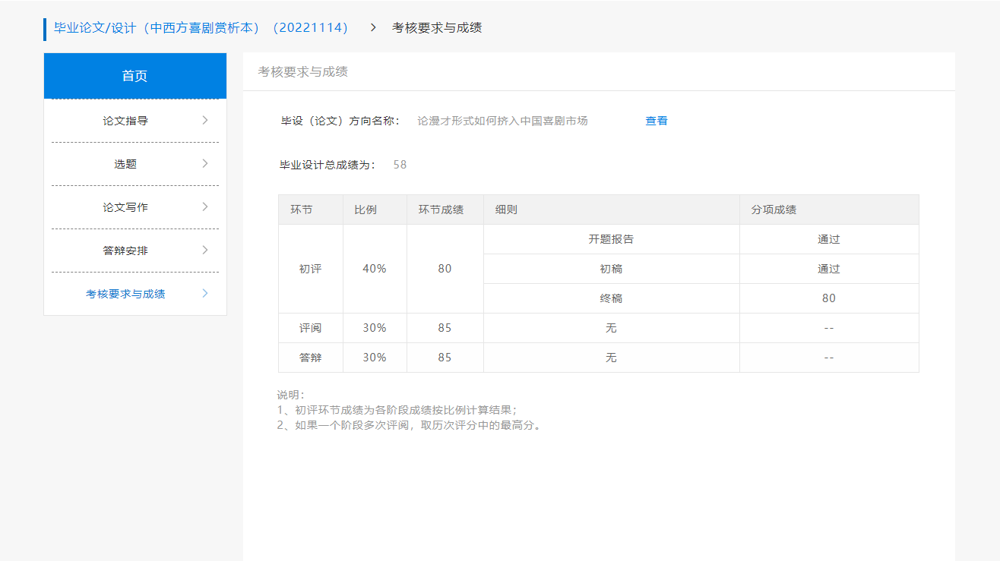 毕业论文/设计（中西方喜剧赏析本）（20221114） > 考核要求与成绩
首页
论文指导
选题
论文写作
答辩安排
考核要求与成绩
考核要求与成绩
毕设（论文）方向名称： 论漫才形式如何挤入中国喜剧市场 查看
毕业设计总成绩为： 58
环节 比例 环节成绩 细则 分项成绩
初评 40% 80 开题报告 通过
初稿 通过
终稿 80
评阅 30% 85 无 --
答辩 30% 85 无 --
说明：
1、初评环节成绩为各阶段成绩按比例计算结果；
2、如果一个阶段多次评阅，取历次评分中的最高分。